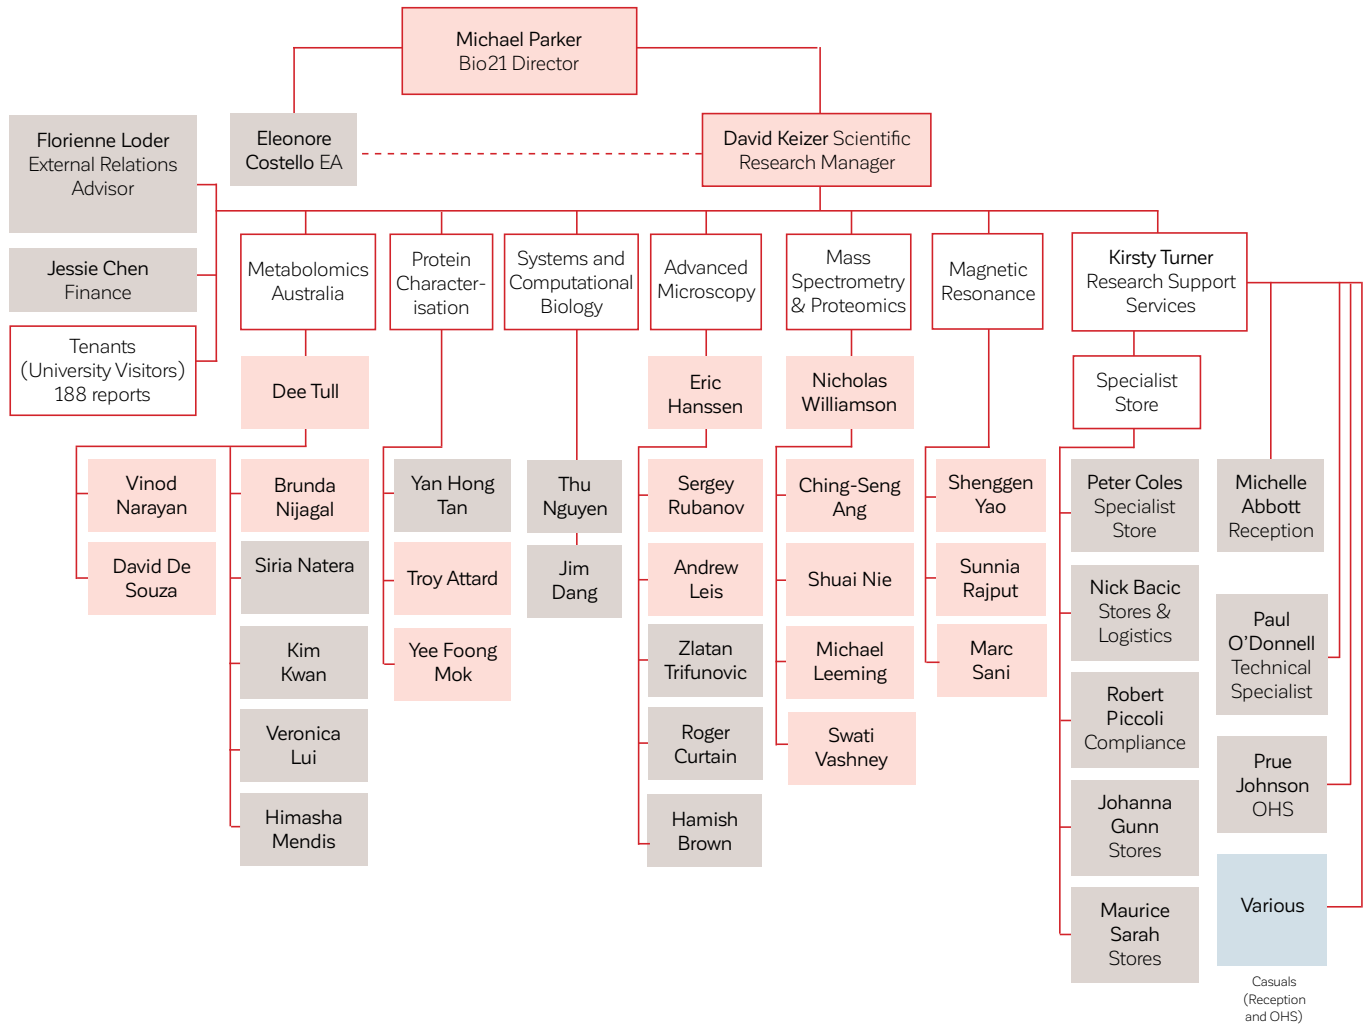 Michael Parker
Bio21 Director
Florienne Loder
External Relations
Advisor
Eleonore
Costello EA
David Keizer Scientific
Research Manager
Jessie Chen
Finance
Tenants
(University Visitors)
188 reports
Metabolomics
Australia
Protein
Character-
isation
Systems and
Computational
Biology
Advanced
Microscopy
Mass
Spectrometry
& Proteomics
Magnetic
Resonance
Kirsty Turner
Research Support
Services
Dee Tull
Eric
Hanssen
Nicholas
Williamson
Specialist
Store
Vinod
Narayan
David De
Souza
Brunda
Nijagal
Siria Natera
Kim
Kwan
Veronica
Lui
Himasha
Mendis
Yan Hong
Tan
Troy Attard
Yee Foong
Mok
Thu
Nguyen
Jim
Dang
Sergey
Rubanov
Andrew
Leis
Zlatan
Trifunovic
Roger
Curtain
Hamish
Brown
Ching-Seng
Ang
Shuai Nie
Michael
Leeming
Swati
Vashney
Shenggen
Yao
Sunnia
Rajput
Marc
Sani
Peter Coles
Specialist
Store
Nick Bacic
Stores &
Logistics
Robert
Piccoli
Compliance
Johanna
Gunn
Stores
Maurice
Sarah
Stores
Michelle
Abbott
Reception
Paul
O’Donnell
Technical
Specialist
Prue
Johnson
OHS
Various
Casuals
(Reception
and OHS)